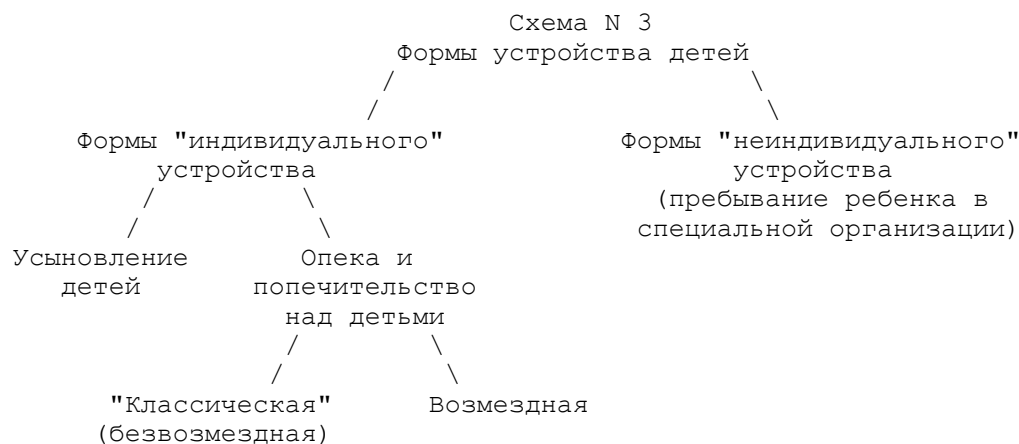 Схема N 3
Формы устройства детей
/ \
/ \
Формы "индивидуального" Формы "неиндивидуального"
устройства устройства
/ \ (пребывание ребенка в
/ \ специальной организации)
Усыновление Опека и
детей попечительство
над детьми
/ \
/ \
"Классическая" Возмездная
(безвозмездная)